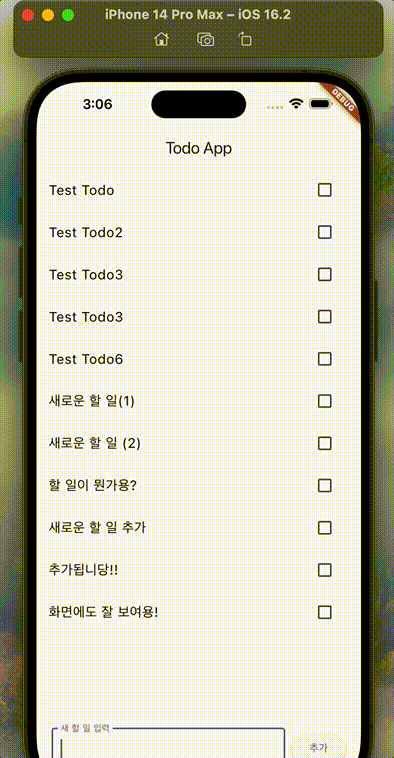 iPhone 14 Pro Max – iOS 16.2
3:06
DEBUG
Todo App
Test Todo
Test Todo2
Test Todo3
Test Todo3
Test Todo6
새로운 할 일(1)
새로운 할 일 (2)
할 일이 뭔가용?
새로운 할 일 추가
추가됩니당!!
화면에도 잘 보여용!
새 할 일 입력
추가